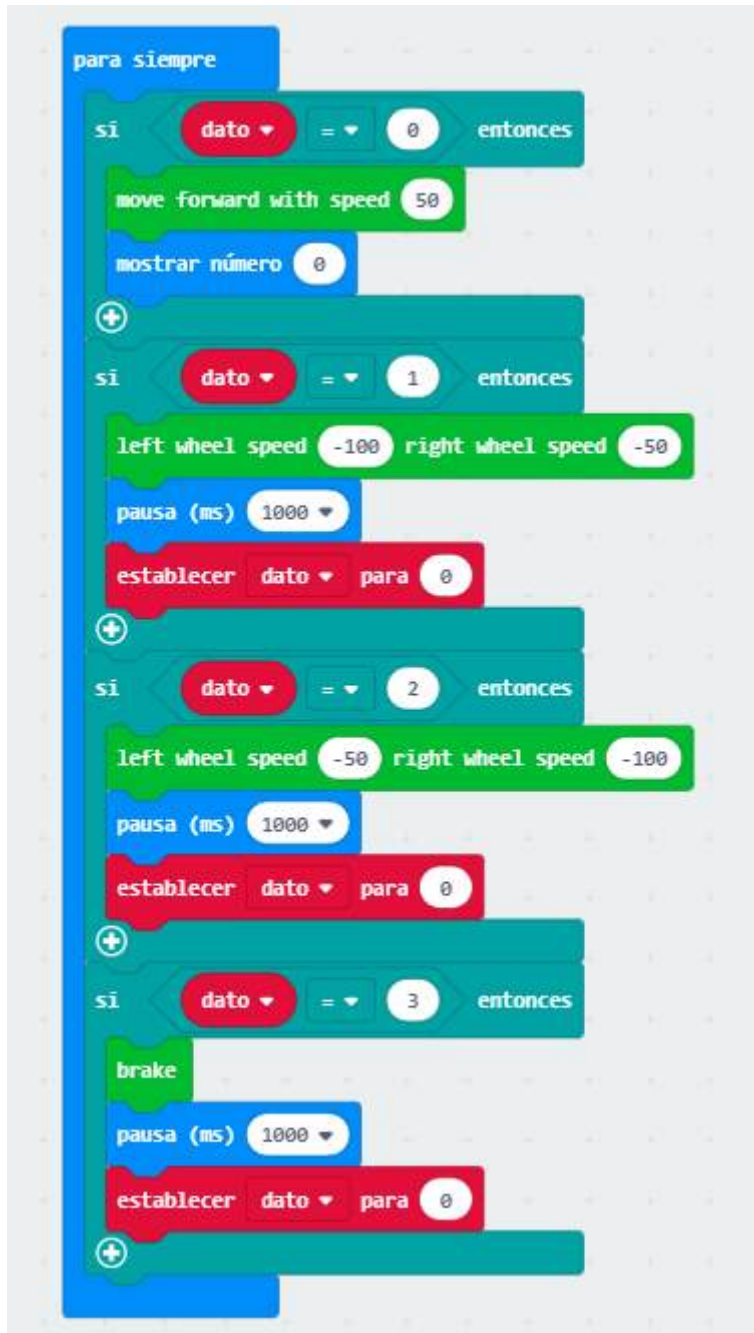 para siempre
si dato = 0 entonces
move forward with speed 50
mostrar número 0
si dato = 1 entonces
left wheel speed -100 right wheel speed -50
pausa (ms) 1000
establecer dato para 0
si dato = 2 entonces
left wheel speed -50 right wheel speed -100
pausa (ms) 1000
establecer dato para 0
si dato = 3 entonces
brake
pausa (ms) 1000
establecer dato para 0